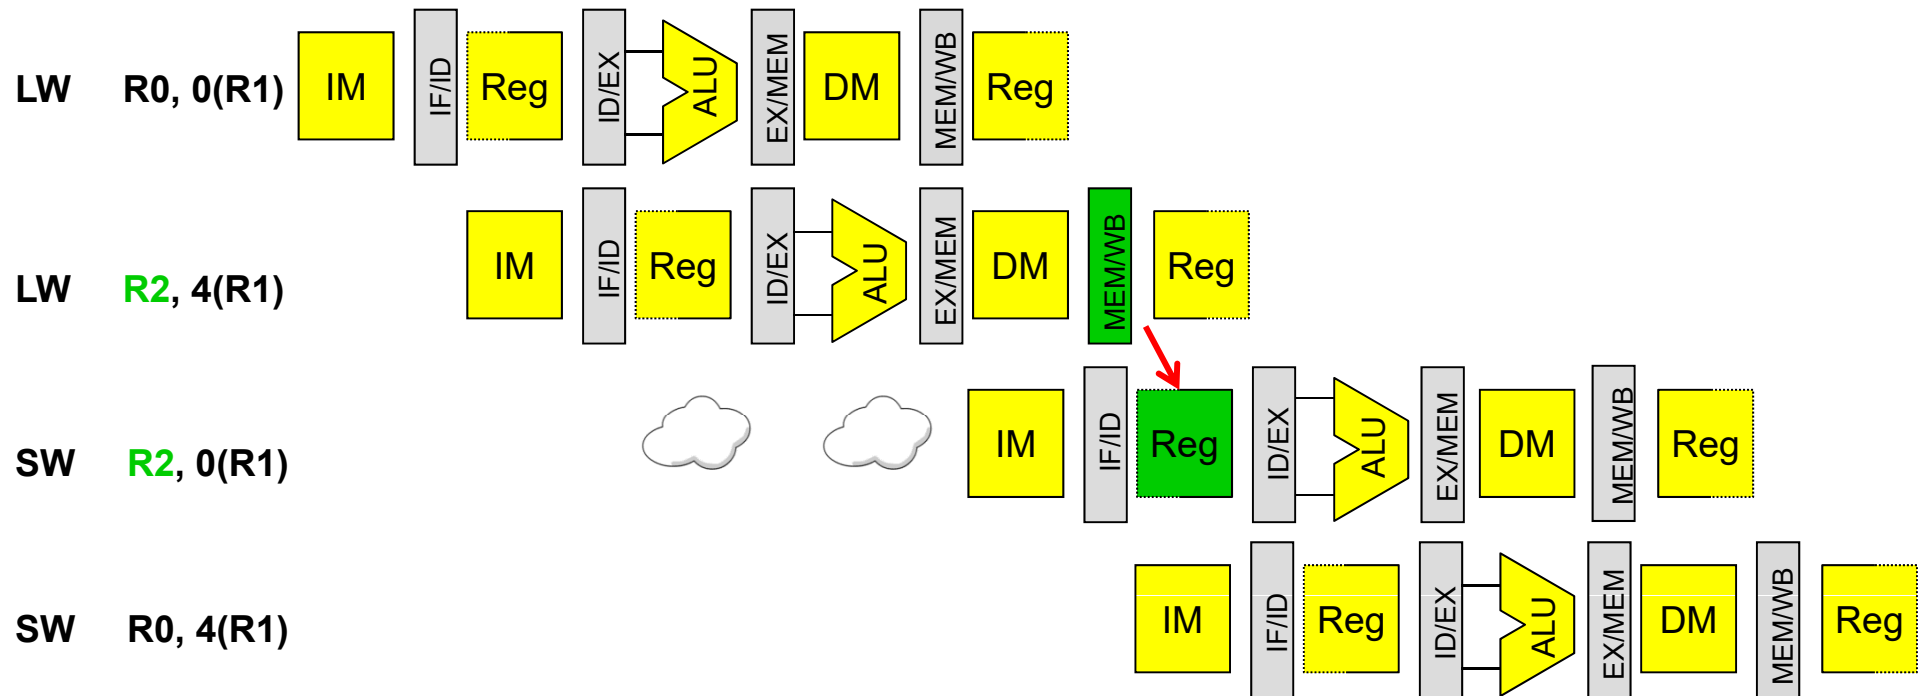 LW R0, 0(R1) IM IF/ID Reg ID/EX ALU EX/MEM DM MEM/WB Reg
LW R2, 4(R1) IM IF/ID Reg ID/EX ALU EX/MEM DM MEM/WB Reg
SW R2, 0(R1) IM IF/ID Reg ID/EX ALU EX/MEM DM MEM/WB Reg
SW R0, 4(R1) IM IF/ID Reg ID/EX ALU EX/MEM DM MEM/WB Reg